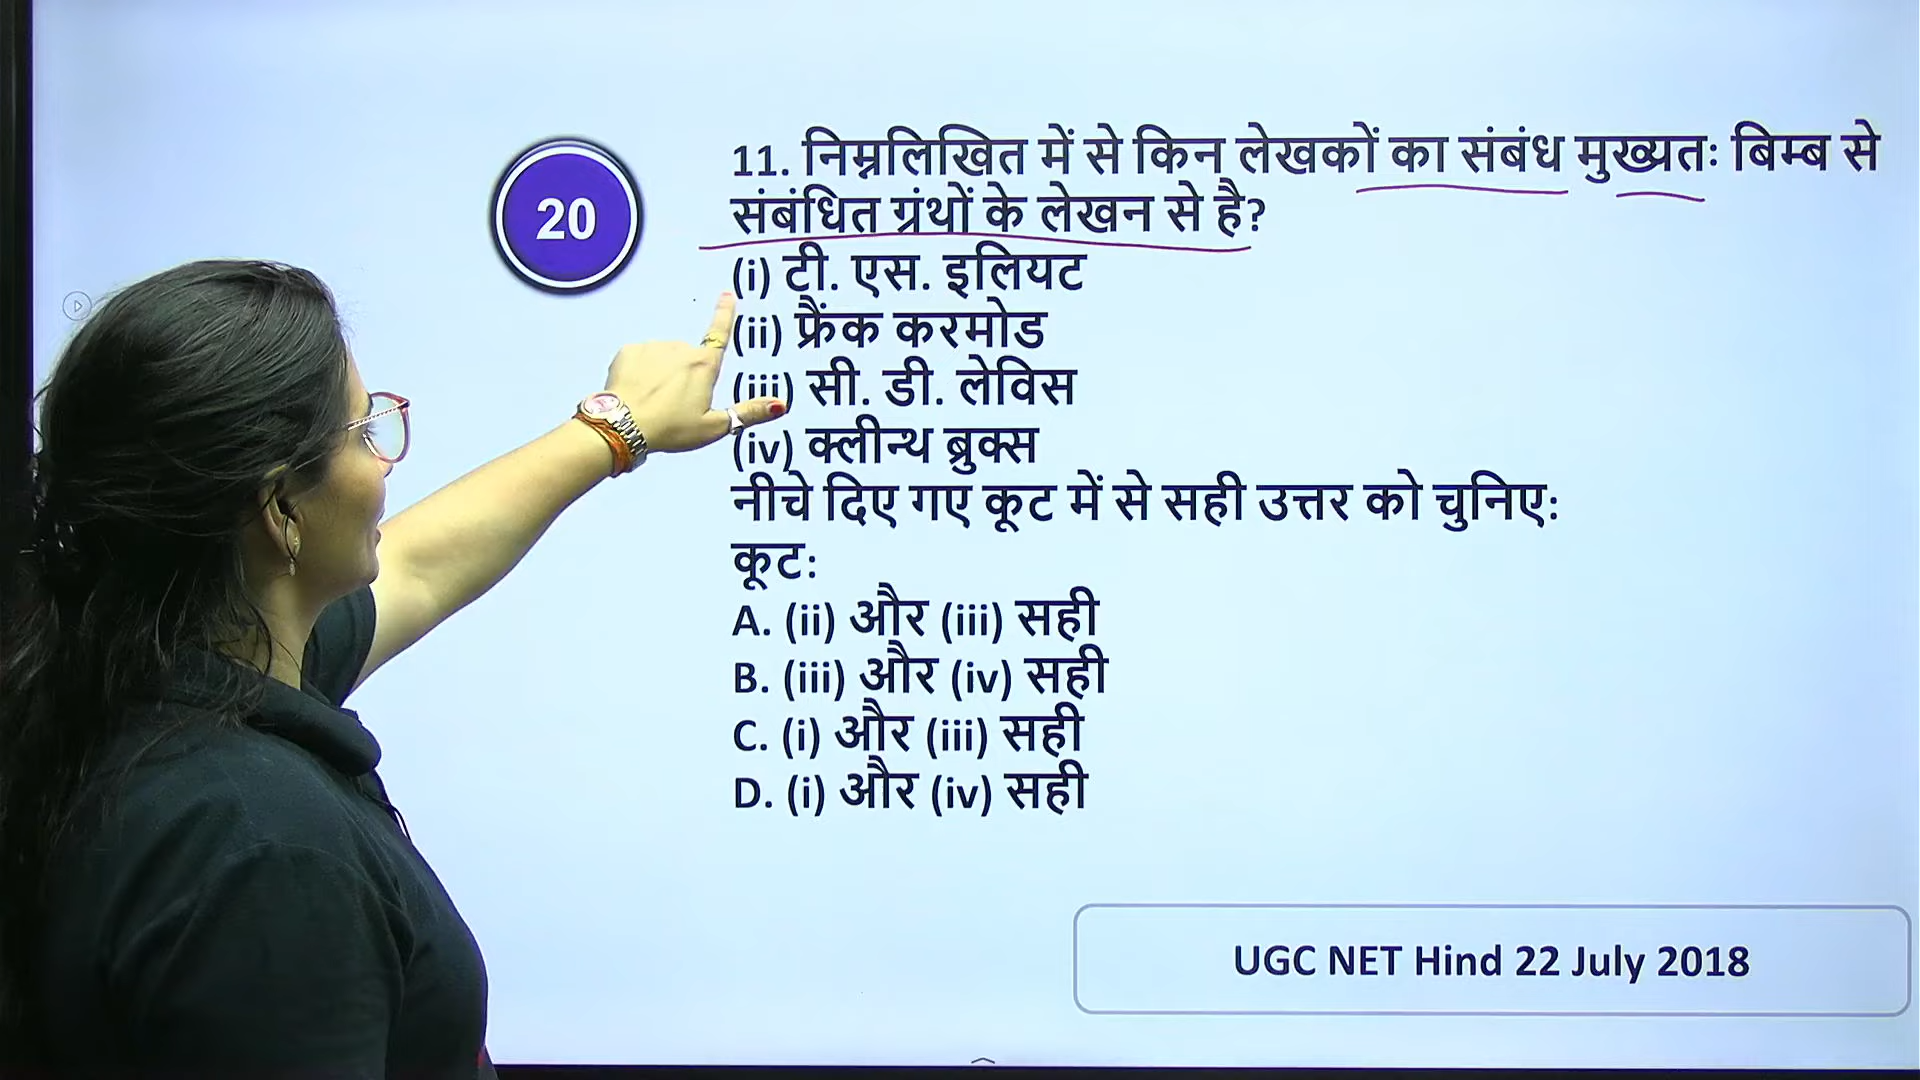 20
11. निम्नलिखित में से किन लेखकों का संबंध मुख्यतः बिम्ब से
संबंधित ग्रंथों के लेखन से है?
(i) टी. एस. इलियट
(ii) फ्रैंक करमोड
(iii) सी. डी. लेविस
(iv) क्लीन्थ ब्रुक्स
नीचे दिए गए कूट में से सही उत्तर को चुनिए:
कूट:
A. (ii) और (iii) सही
B. (iii) और (iv) सही
C. (i) और (iii) सही
D. (i) और (iv) सही
UGC NET Hind 22 July 2018